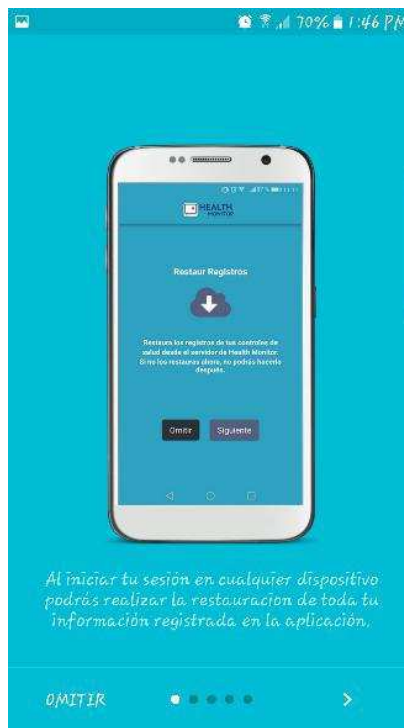 70% 1:46 PM
HEALTH
MONITOR
Restaur Registros
Restaura los registros de tus controles de
salud desde el servidor de Health Monitor.
Si no los restauras ahora, no podrás hacerlo
después.
Omitir Siguiente
Al iniciar tu sesión en cualquier dispositivo
podrás realizar la restauracion de toda tu
información registrada en la aplicación.
OMITIR